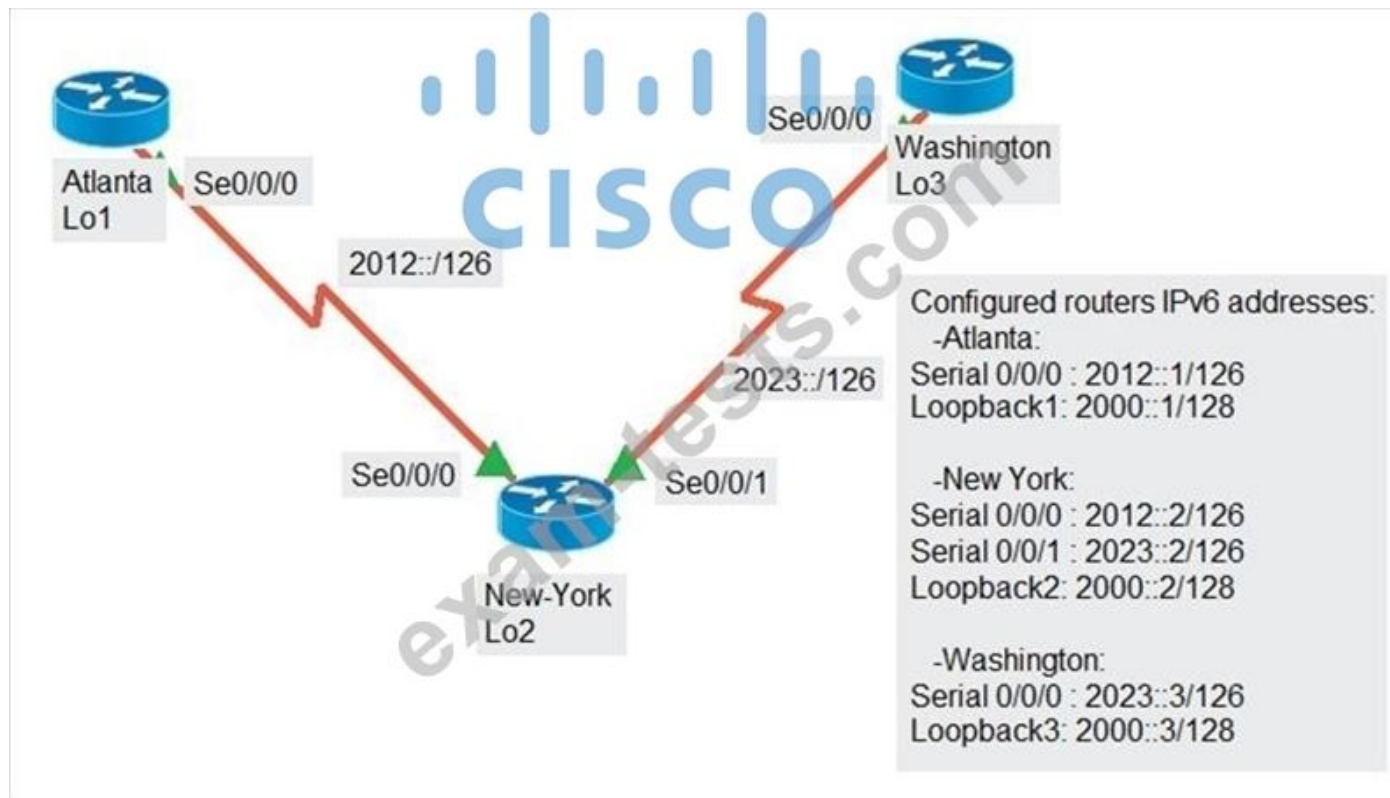 CISCO
Se0/0/0
Washington
Lo3
Atlanta
Lo1
Se0/0/0
2012::/126
2023::/126
Se0/0/0
Se0/0/1
New-York
Lo2
Configured routers IPv6 addresses:
-Atlanta:
Serial 0/0/0 : 2012::1/126
Loopback1: 2000::1/128
-New York:
Serial 0/0/0 : 2012::2/126
Serial 0/0/1 : 2023::2/126
Loopback2: 2000::2/128
-Washington:
Serial 0/0/0 : 2023::3/126
Loopback3: 2000::3/128
exam-tests.com